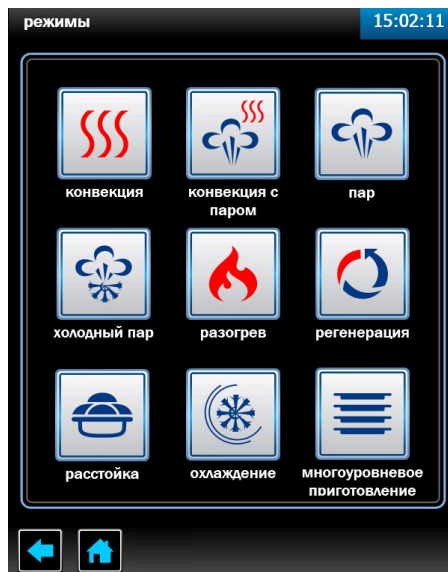 режимы 15:02:11
конвекция
конвекция с
паром
пар
холодный пар
разогрев
регенерация
расстойка
охлаждение
многоуровневое
приготовление